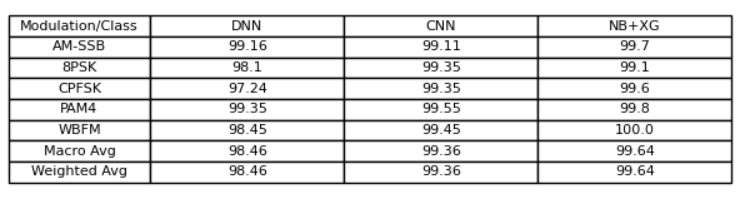 Modulation/Class DNN CNN NB+XG
AM-SSB 99.16 99.11 99.7
8PSK 98.1 99.35 99.1
CPFSK 97.24 99.35 99.6
PAM4 99.35 99.55 99.8
WBFM 98.45 99.45 100.0
Macro Avg 98.46 99.36 99.64
Weighted Avg 98.46 99.36 99.64